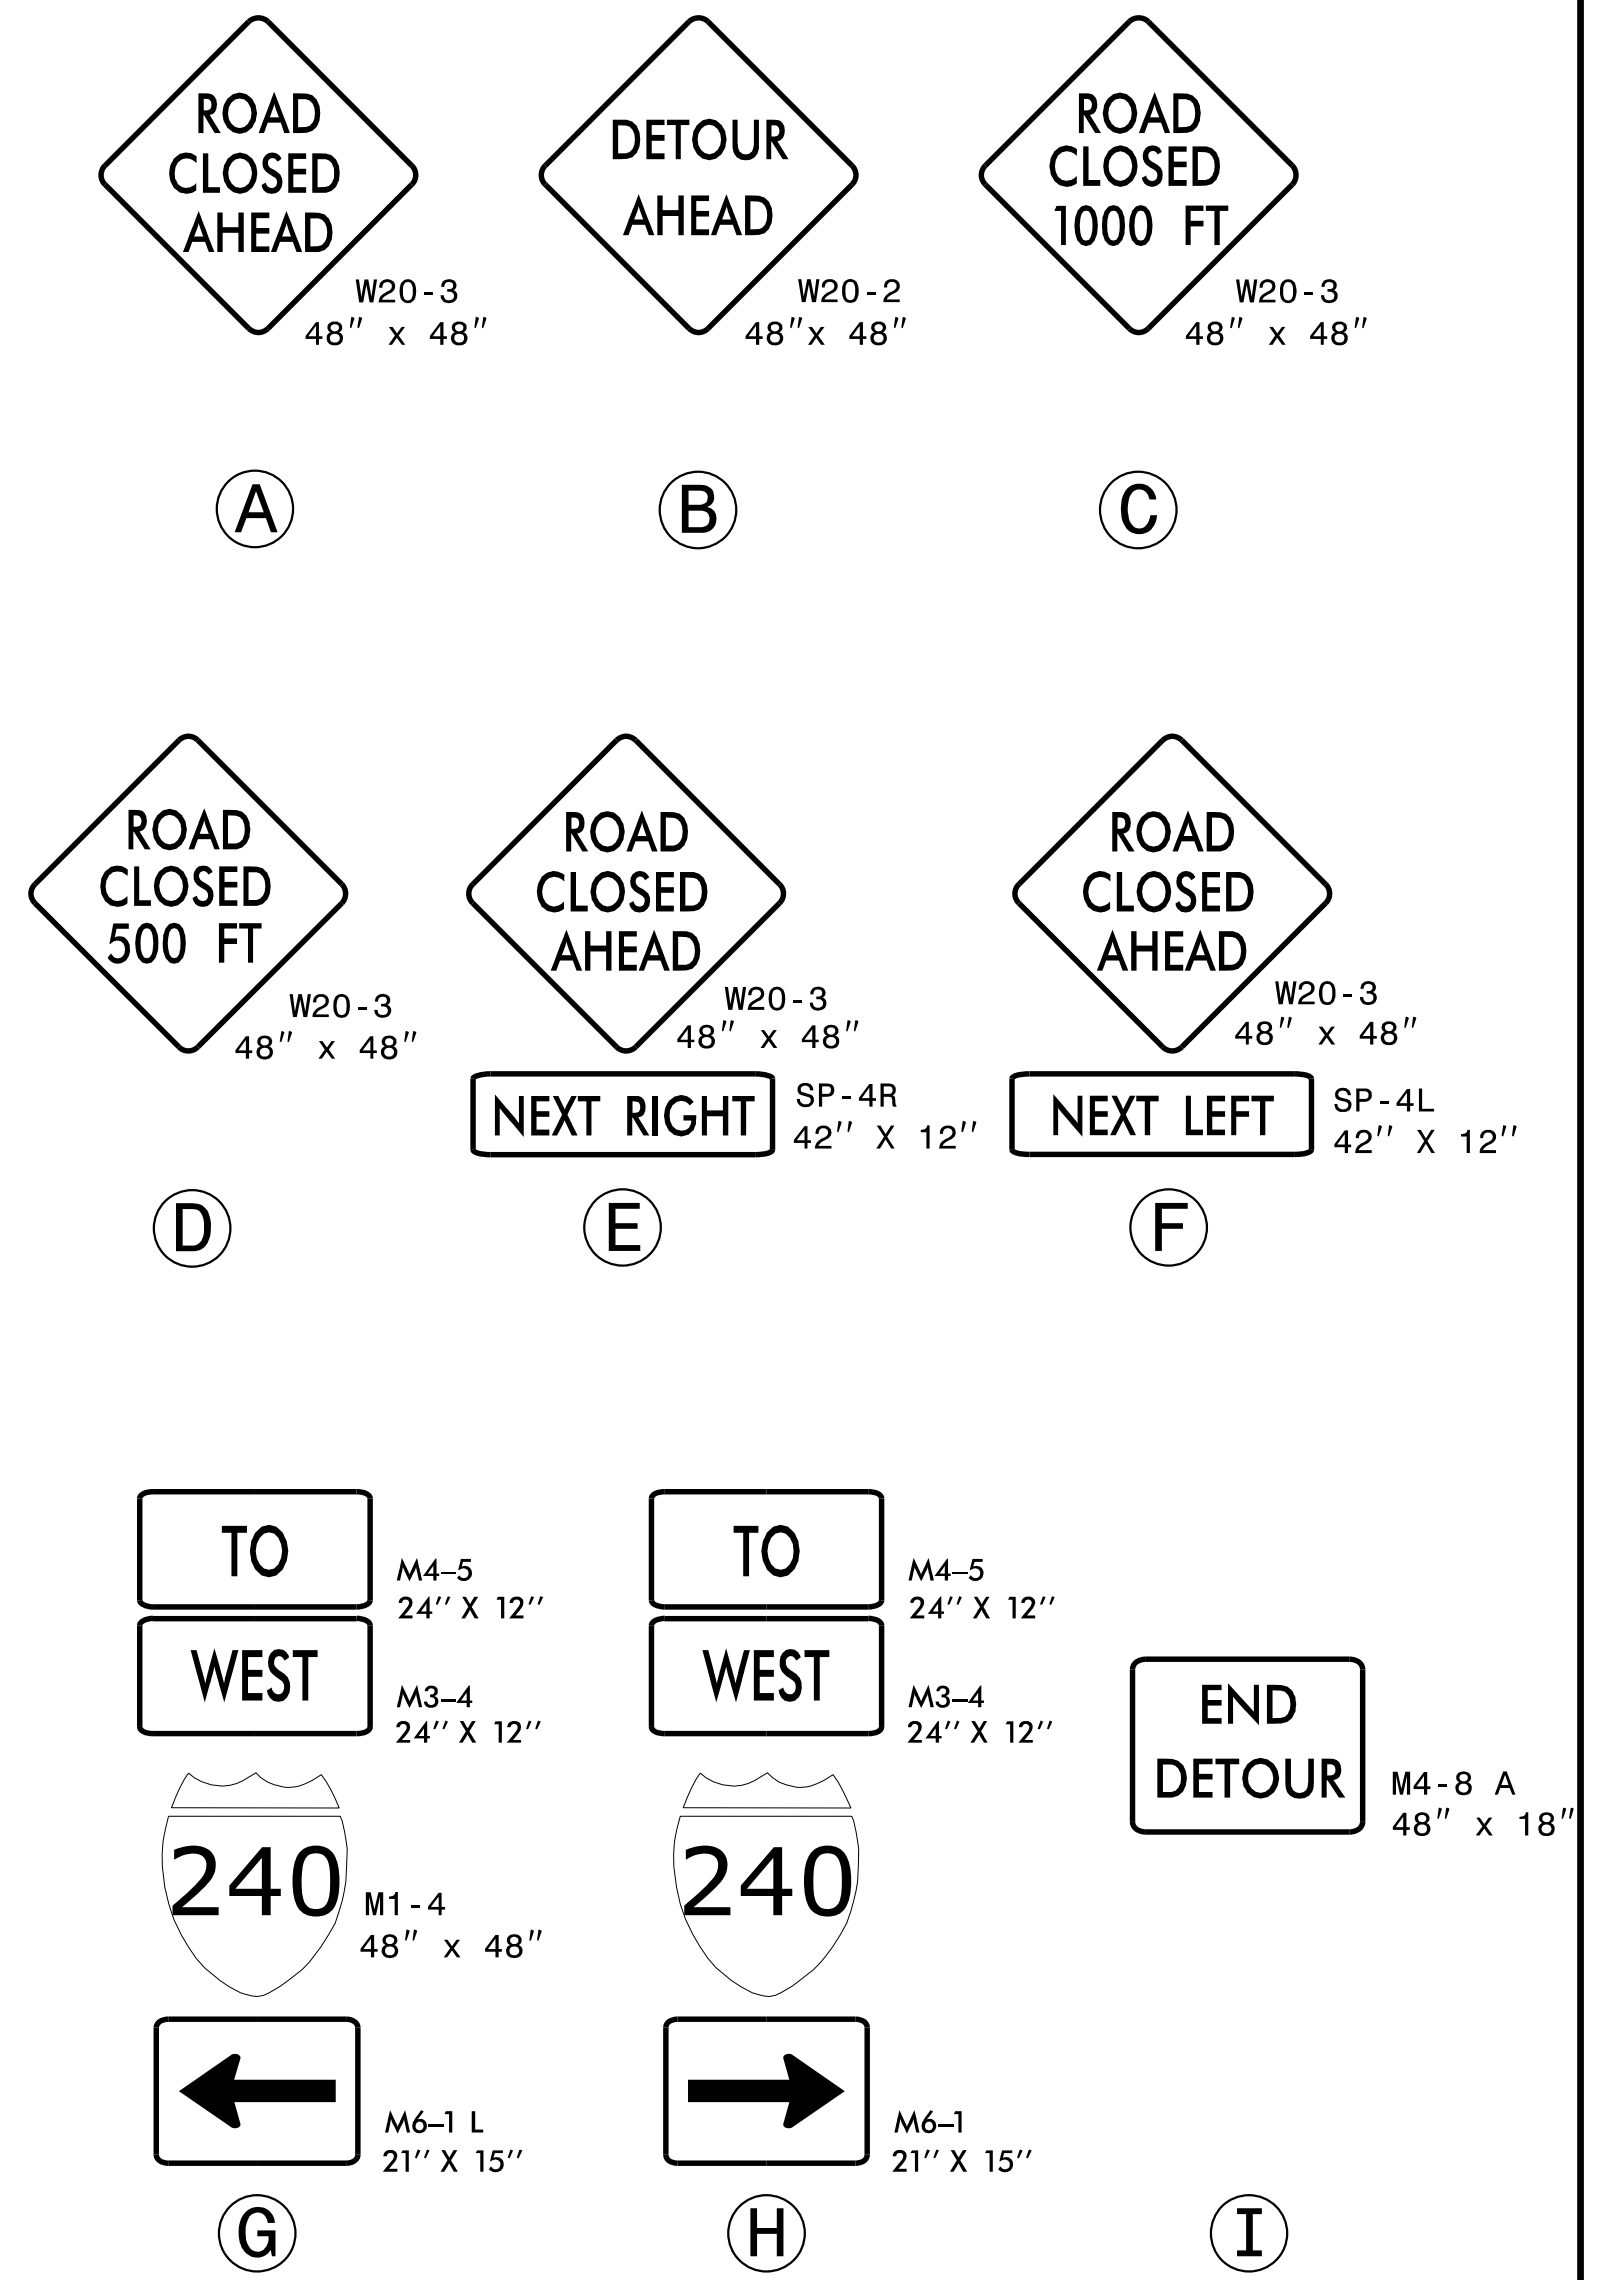 ROAD
CLOSED
AHEAD
W20-3
48" x 48"
A
DETOUR
AHEAD
W20-2
48"x 48"
B
ROAD
CLOSED
1000 FT
W20-3
48" x 48"
C
ROAD
CLOSED
500 FT
W20-3
48" x 48"
D
ROAD
CLOSED
AHEAD
W20-3
48" x 48"
NEXT RIGHT
SP-4R
42'' X 12''
E
ROAD
CLOSED
AHEAD
W20-3
48" x 48"
NEXT LEFT
SP-4L
42'' X 12''
F
TO
M4–5
24'' X 12''
WEST
M3–4
24'' X 12''
240
M1-4
48" x 48"
M6–1 L
21'' X 15''
G
TO
M4–5
24'' X 12''
WEST
M3–4
24'' X 12''
240
M6–1
21'' X 15''
H
END
DETOUR
M4-8 A
48" x 18"
I